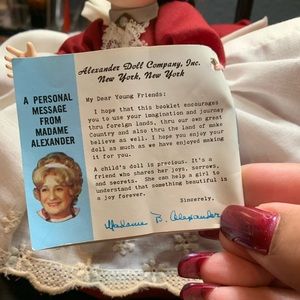 Alexander Doll Company, Inc.
New York, New York
A PERSONAL
MESSAGE
FROM
MADAME
ALEXANDER
My Dear Young Friends:
I hope that this booklet encourages
you to use your imagination and journey
thru foreign lands, thru our own great
Country and also thru the land of make
believe as well. I hope you enjoy your
doll as much as we have enjoyed making
it for you.
A child's doll is precious. It's a
friend who shares her joys, sorrows,
and secrets. She can help a girl to
understand that something beautiful is
a joy forever.
Sincerely,
Madame B. Alexander